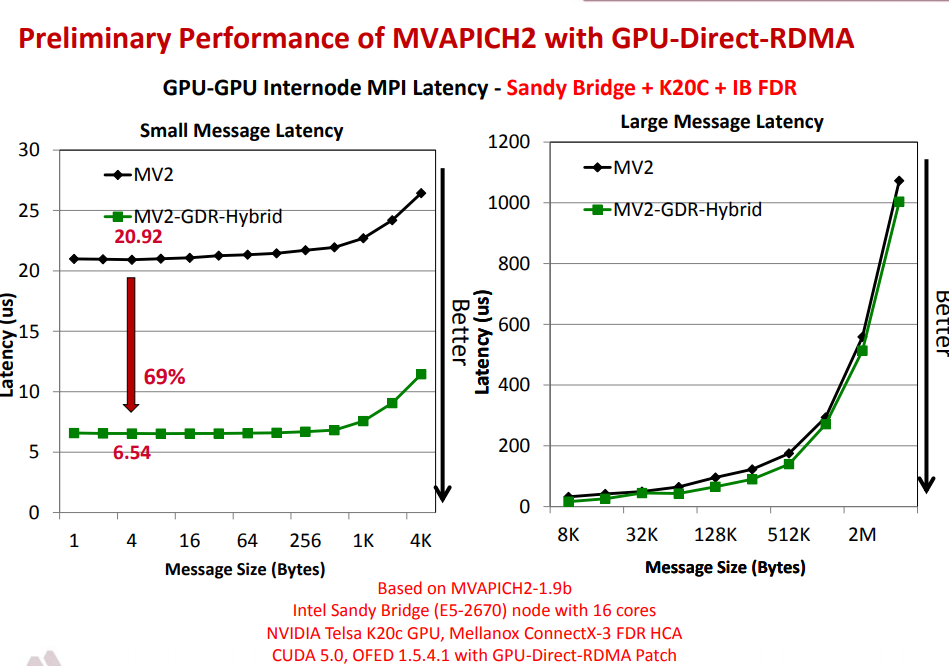 Preliminary Performance of MVAPICH2 with GPU-Direct-RDMA
GPU-GPU Internode MPI Latency - Sandy Bridge + K20C + IB FDR
Small Message Latency
30
25
20
15
10
5
0
Latency (us)
MV2
MV2-GDR-Hybrid
20.92
69%
6.54
Better
1 4 16 64 256 1K 4K
Message Size (Bytes)
Large Message Latency
1200
1000
800
600
400
200
0
Latency (us)
MV2
MV2-GDR-Hybrid
Better
8K 32K 128K 512K 2M
Message Size (Bytes)
Based on MVAPICH2-1.9b
Intel Sandy Bridge (E5-2670) node with 16 cores
NVIDIA Telsa K20c GPU, Mellanox ConnectX-3 FDR HCA
CUDA 5.0, OFED 1.5.4.1 with GPU-Direct-RDMA Patch